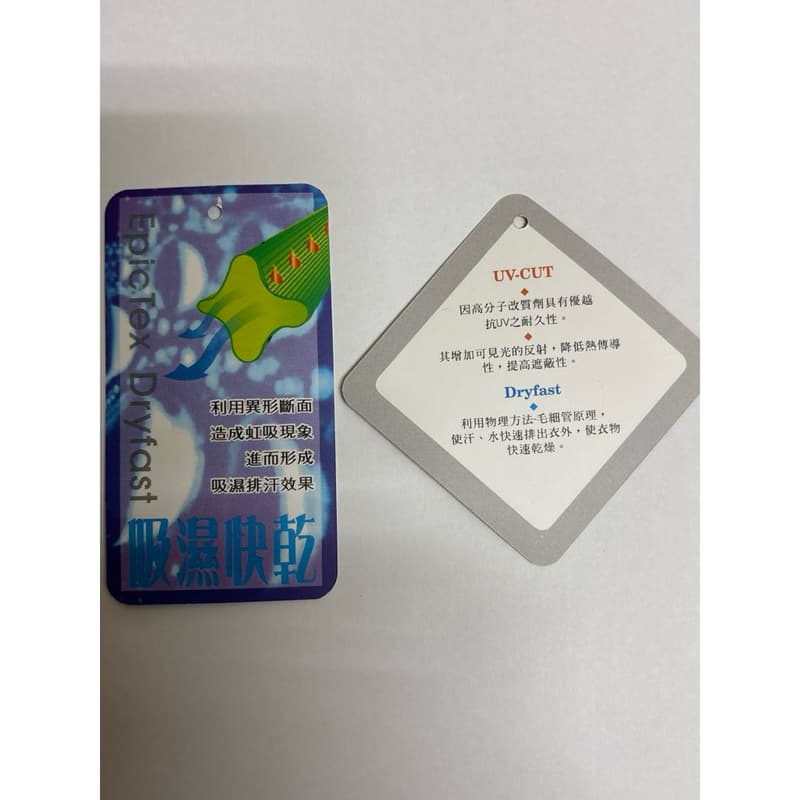 EpicTex Dryfast
利用異形斷面
造成虹吸現象
進而形成
吸濕排汗效果
吸濕快乾
UV-CUT
因高分子改質劑具有優越
抗UV之耐久性。
其增加可見光的反射，降低熱傳導
性，提高遮蔽性。
Dryfast
利用物理方法-毛細管原理，
使汗、水快速排出衣外，使衣物
快速乾燥。